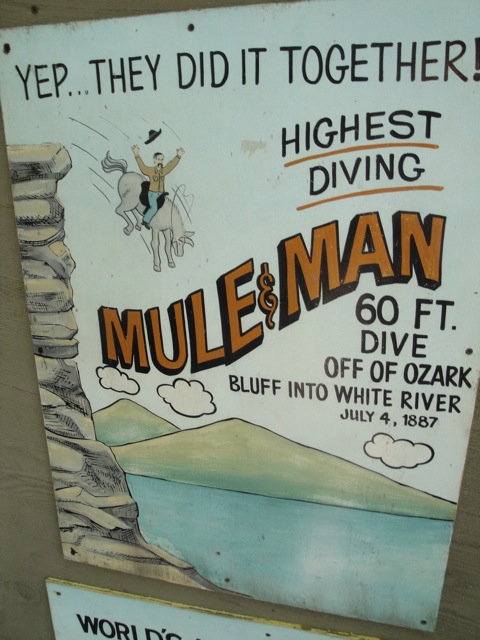 YEP...THEY DID IT TOGETHER!
HIGHEST
DIVING
MULE & MAN
60 FT.
DIVE
OFF OF OZARK
BLUFF INTO WHITE RIVER
JULY 4, 1887
WORLD'S